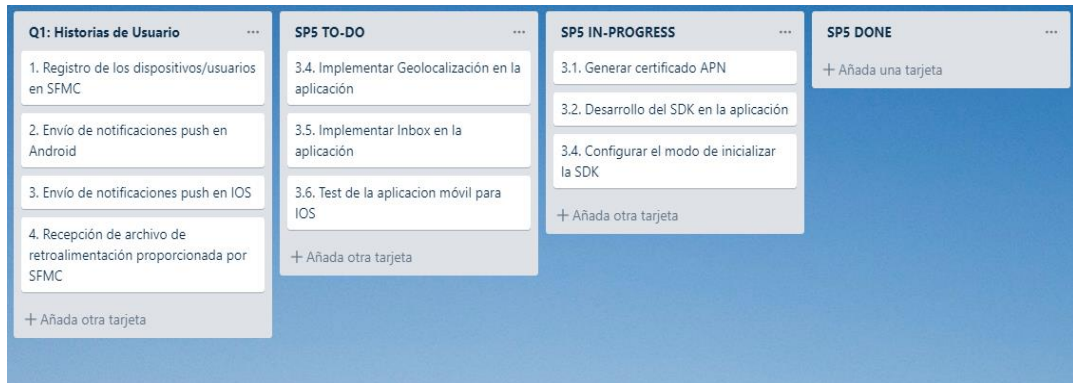 Q1: Historias de Usuario ...
1. Registro de los dispositivos/usuarios
en SFMC
2. Envío de notificaciones push en
Android
3. Envío de notificaciones push en IOS
4. Recepción de archivo de
retroalimentación proporcionada por
SFMC
+ Añada otra tarjeta
SP5 TO-DO ...
3.4. Implementar Geolocalización en la
aplicación
3.5. Implementar Inbox en la
aplicación
3.6. Test de la aplicacion móvil para
IOS
+ Añada otra tarjeta
SP5 IN-PROGRESS ...
3.1. Generar certificado APN
3.2. Desarrollo del SDK en la aplicación
3.4. Configurar el modo de inicializar
la SDK
+ Añada otra tarjeta
SP5 DONE ...
+ Añada una tarjeta